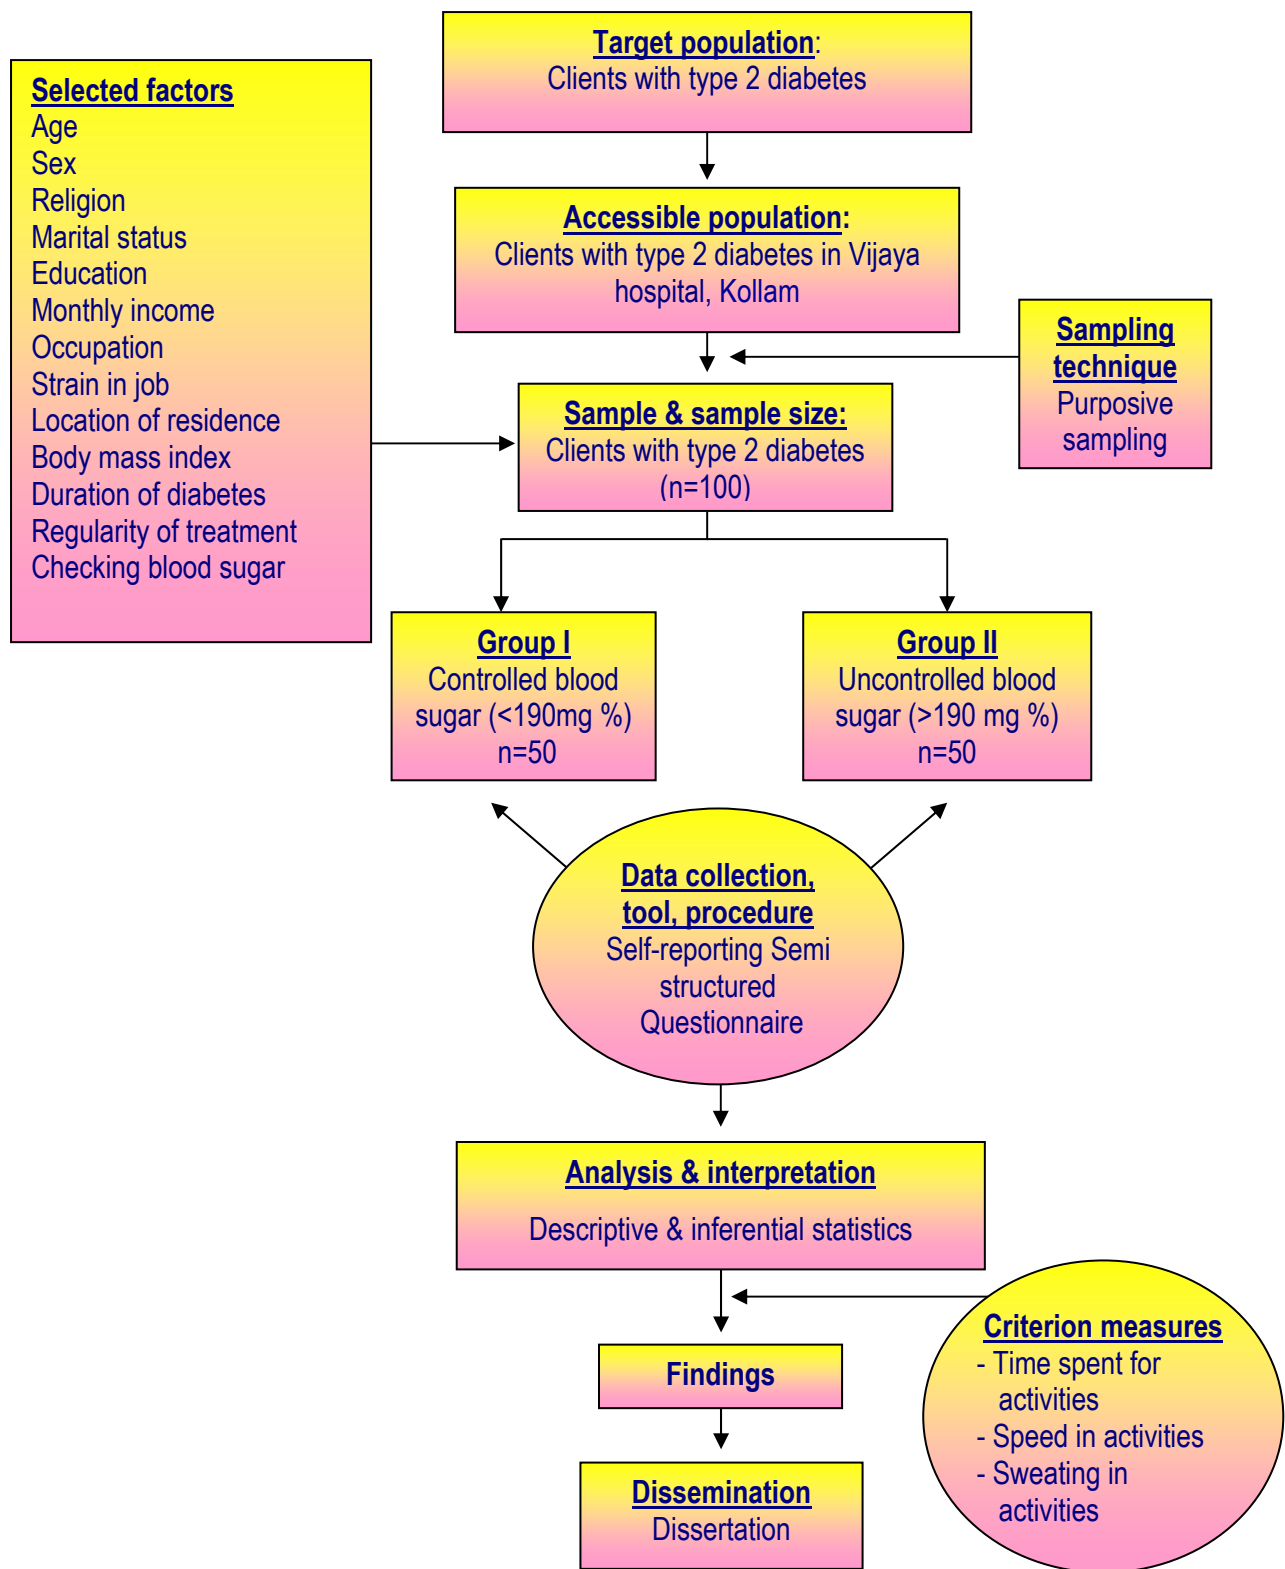 Target population:
Clients with type 2 diabetes
Selected factors
Age
Sex
Religion
Marital status
Education
Monthly income
Occupation
Strain in job
Location of residence
Body mass index
Duration of diabetes
Regularity of treatment
Checking blood sugar
Accessible population:
Clients with type 2 diabetes in Vijaya
hospital, Kollam
Sampling
technique
Purposive
sampling
Sample & sample size:
Clients with type 2 diabetes
(n=100)
Group I
Controlled blood
sugar (<190mg %)
n=50
Group II
Uncontrolled blood
sugar (>190 mg %)
n=50
Data collection,
tool, procedure
Self-reporting Semi
structured
Questionnaire
Analysis & interpretation
Descriptive & inferential statistics
Criterion measures
- Time spent for
activities
- Speed in activities
- Sweating in
activities
Findings
Dissemination
Dissertation